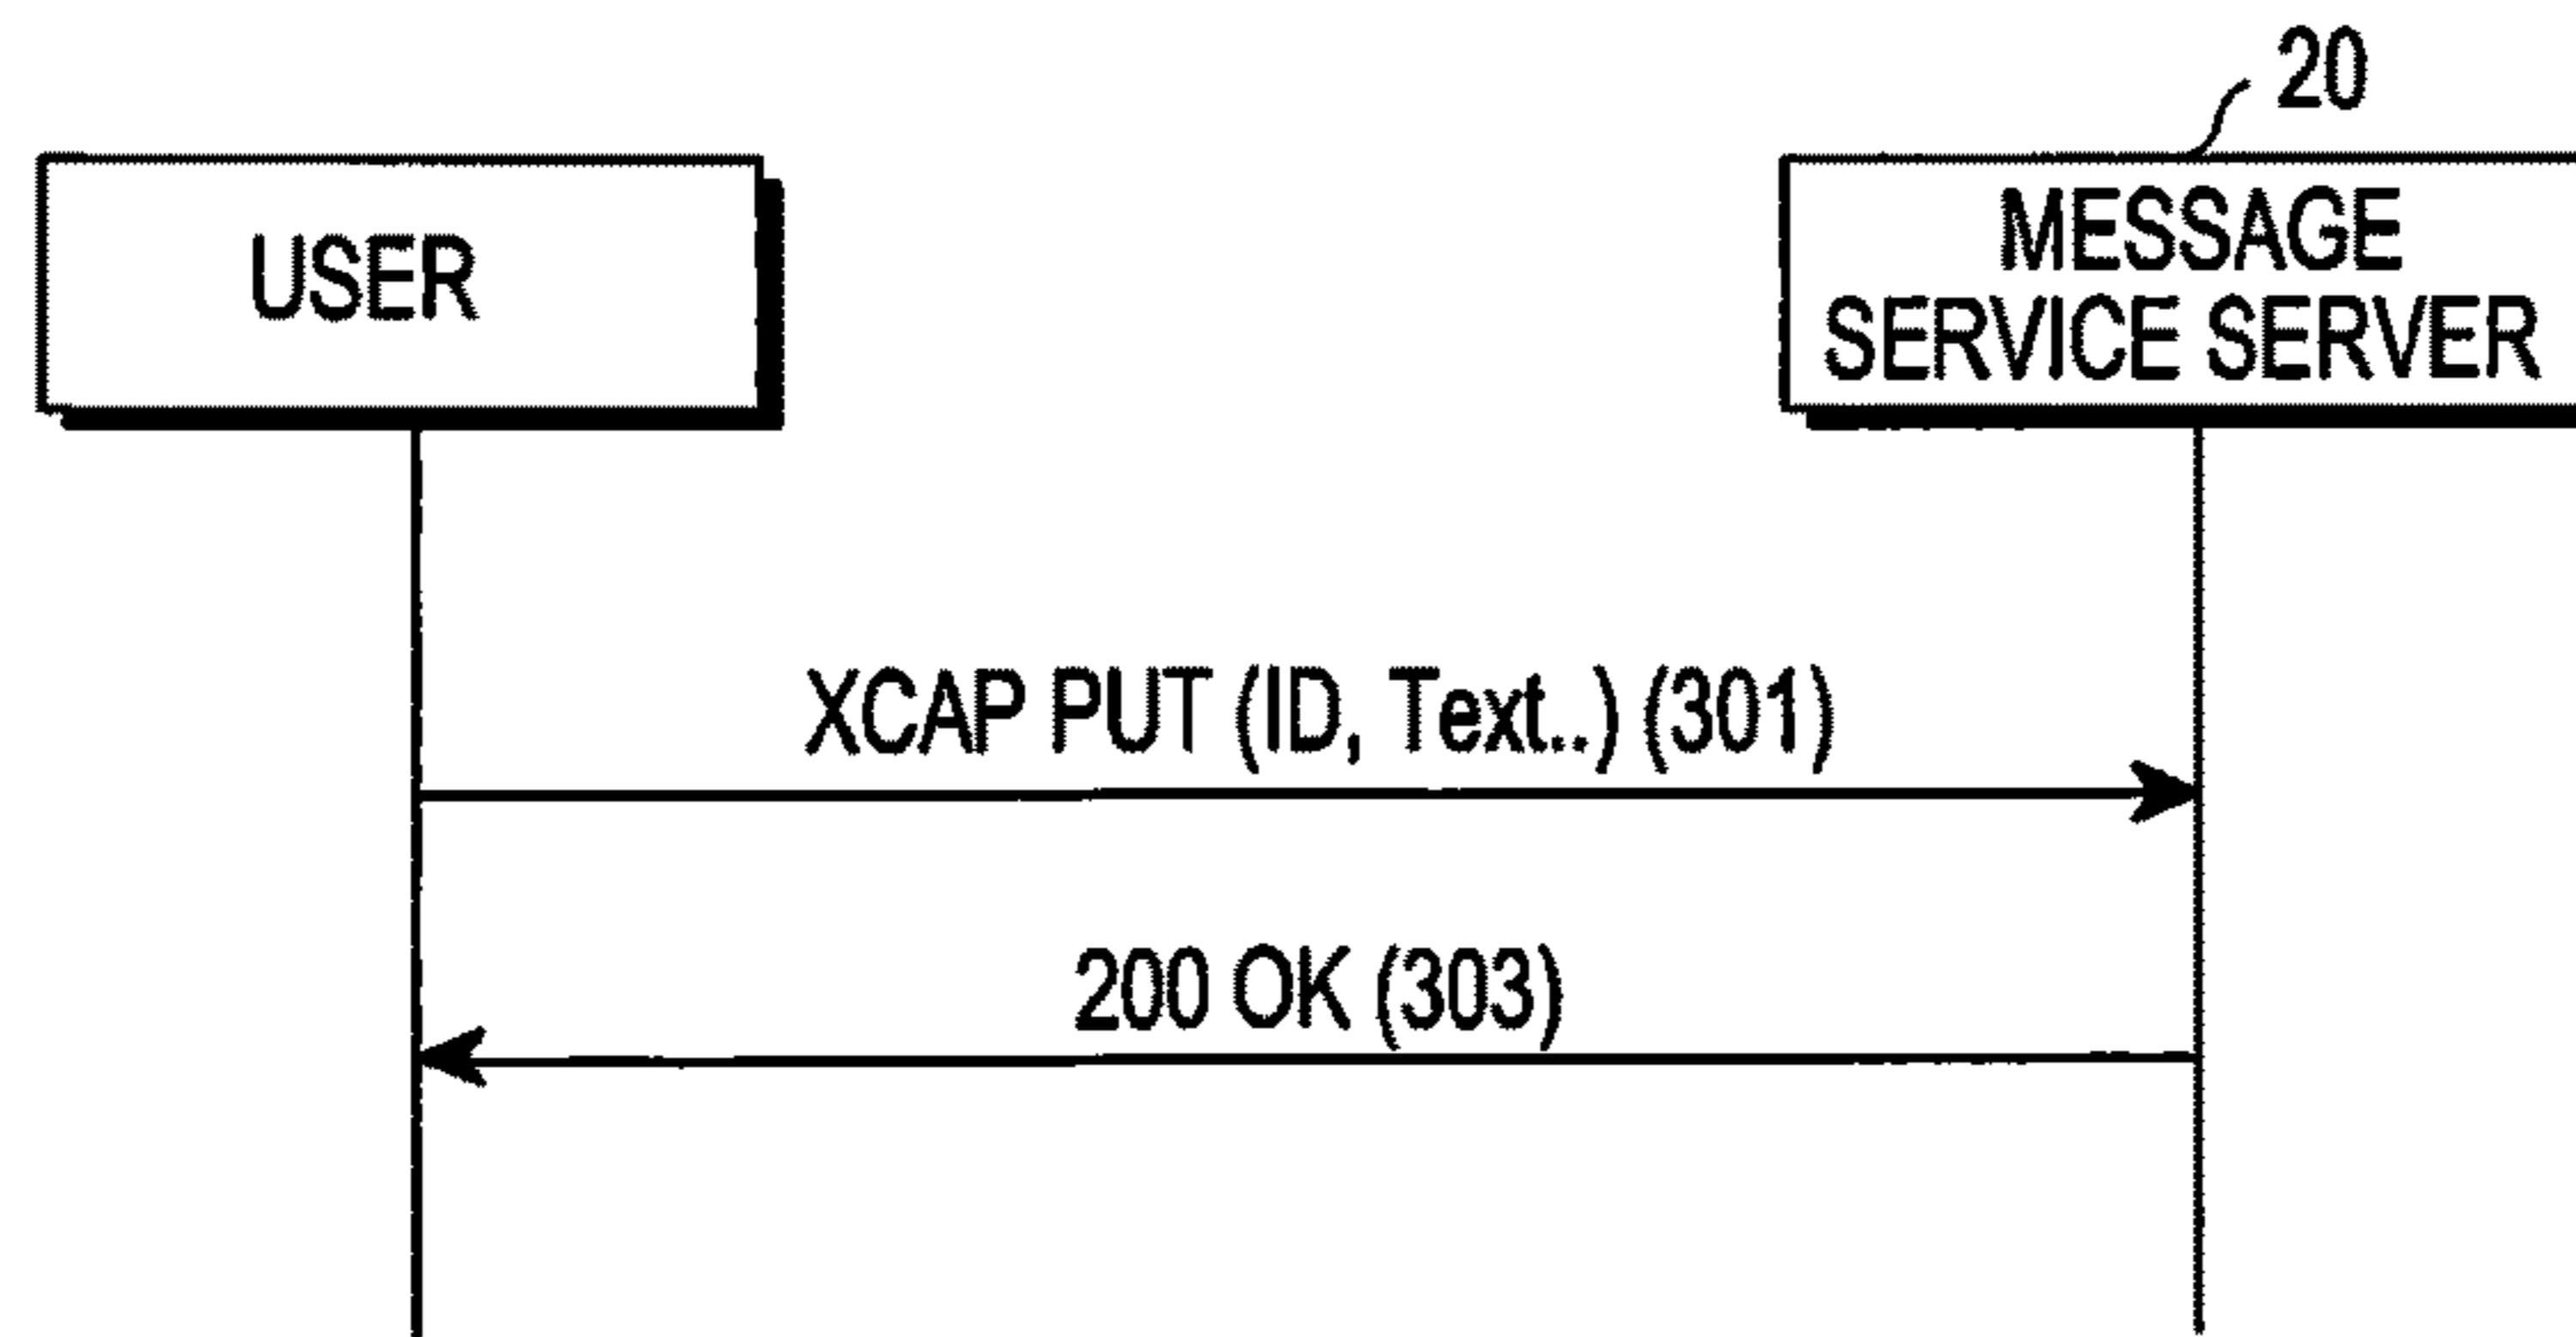 20
USER
MESSAGE
SERVICE SERVER
XCAP PUT (ID, Text..) (301)
200 OK (303)